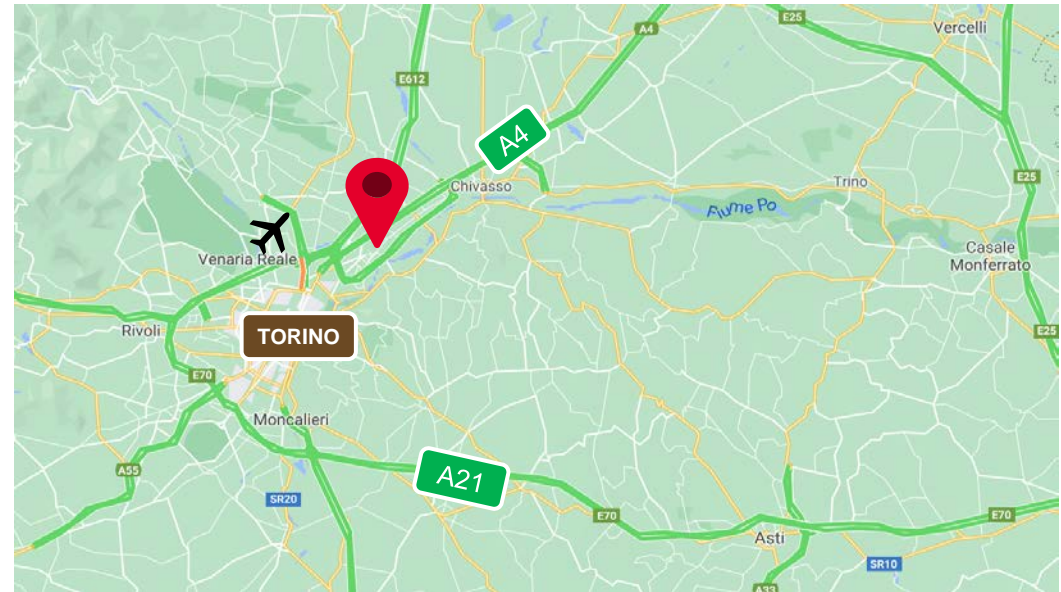 E25
Vercelli
A4
E612
A4
Chivasso
Trino
E25
Fiume Po
Venaria Reale
Casale
Monferrato
Rivoli
TORINO
E25
E70
Moncalieri
A55
A21
SR20
E70
E70
Asti
SR10
A33